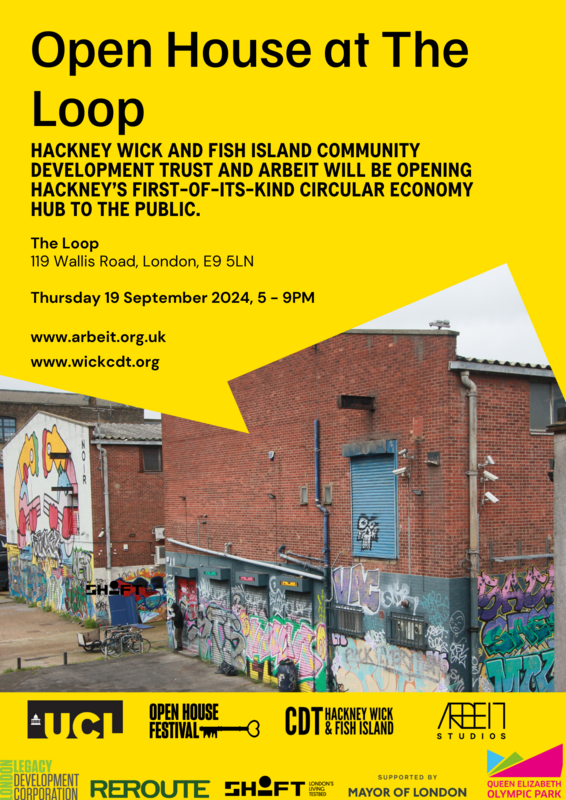 Open House at The
Loop
HACKNEY WICK AND FISH ISLAND COMMUNITY
DEVELOPMENT TRUST AND ARBEIT WILL BE OPENING
HACKNEY'S FIRST-OF-ITS-KIND CIRCULAR ECONOMY
HUB TO THE PUBLIC.
The Loop
119 Wallis Road, London, E9 5LN
Thursday 19 September 2024, 5 - 9PM
www.arbeit.org.uk
www.wickcdt.org
NOIR
SHIFT
UCL
OPEN HOUSE
FESTIVAL
CDT HACKNEY WICK
& FISH ISLAND
ARBEIT
STUDIOS
LONDON
LEGACY
DEVELOPMENT
CORPORATION
REROUTE
SHIFT
LONDON'S
LIVING
TESTBED
SUPPORTED BY
MAYOR OF LONDON
QUEEN ELIZABETH
OLYMPIC PARK